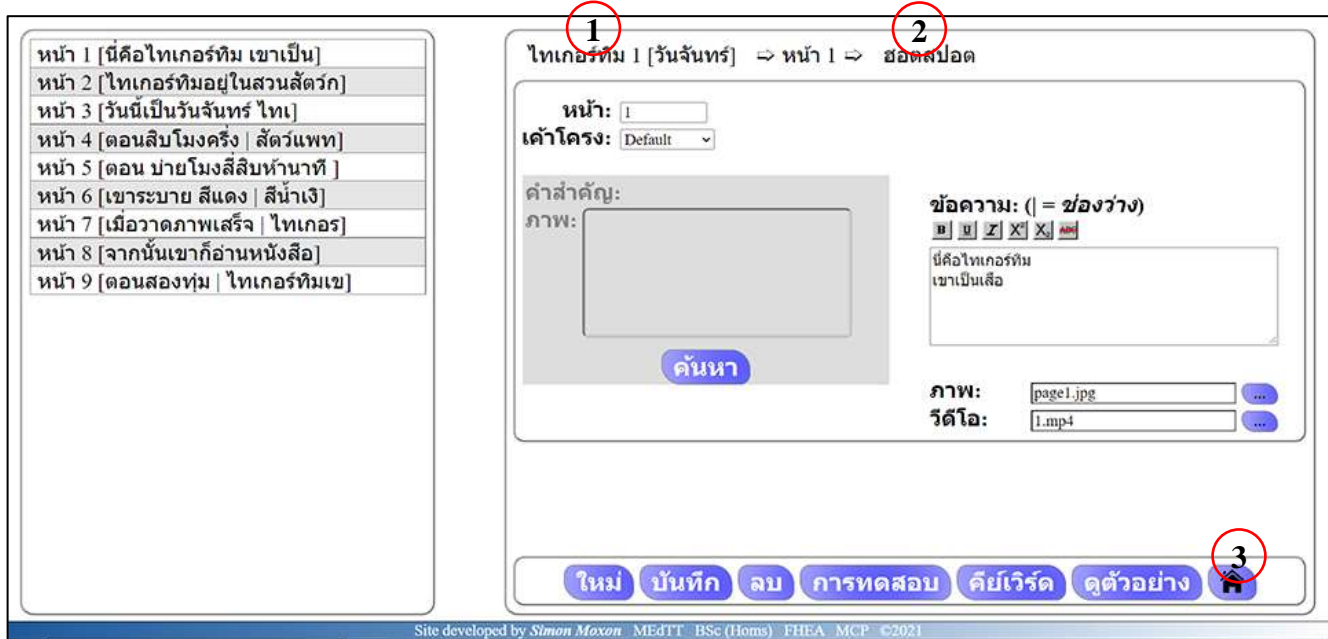 หน้า 1 [นี่คือไทเกอร์ทิม เขาเป็น]
หน้า 2 [ไทเกอร์ทิมอยู่ในสวนสัตว์ก]
หน้า 3 [วันนี้เป็นวันจันทร์ ไทเ]
หน้า 4 [ตอนสิบโมงครึ่ง | สัตว์แพท]
หน้า 5 [ตอน บ่ายโมงสี่สิบห้านาที ]
หน้า 6 [เขาระบาย สีแดง | สีน้ำเงิ]
หน้า 7 [เมื่อวาดภาพเสร็จ | ไทเกอร]
หน้า 8 [จากนั้นเขาก็อ่านหนังสือ]
หน้า 9 [ตอนสองทุ่ม | ไทเกอร์ทิมเข]
1
2
ไทเกอร์ทิม 1 [วันจันทร์] ⇨ หน้า 1 ⇨ ฮอตสปอต
หน้า: 1
เค้าโครง: Default
คำสำคัญ:
ภาพ:
ค้นหา
ข้อความ: (| = ช่องว่าง)
B U I X² X₂ ABC
นี่คือไทเกอร์ทิม
เขาเป็นเสือ
ภาพ: page1.jpg ...
วีดีโอ: 1.mp4 ...
3
ใหม่ บันทึก ลบ การทดสอบ คีย์เวิร์ด ดูตัวอย่าง
Site developed by Simon Moxon MEdTT BSc (Homs) FHEA MCP ©2021